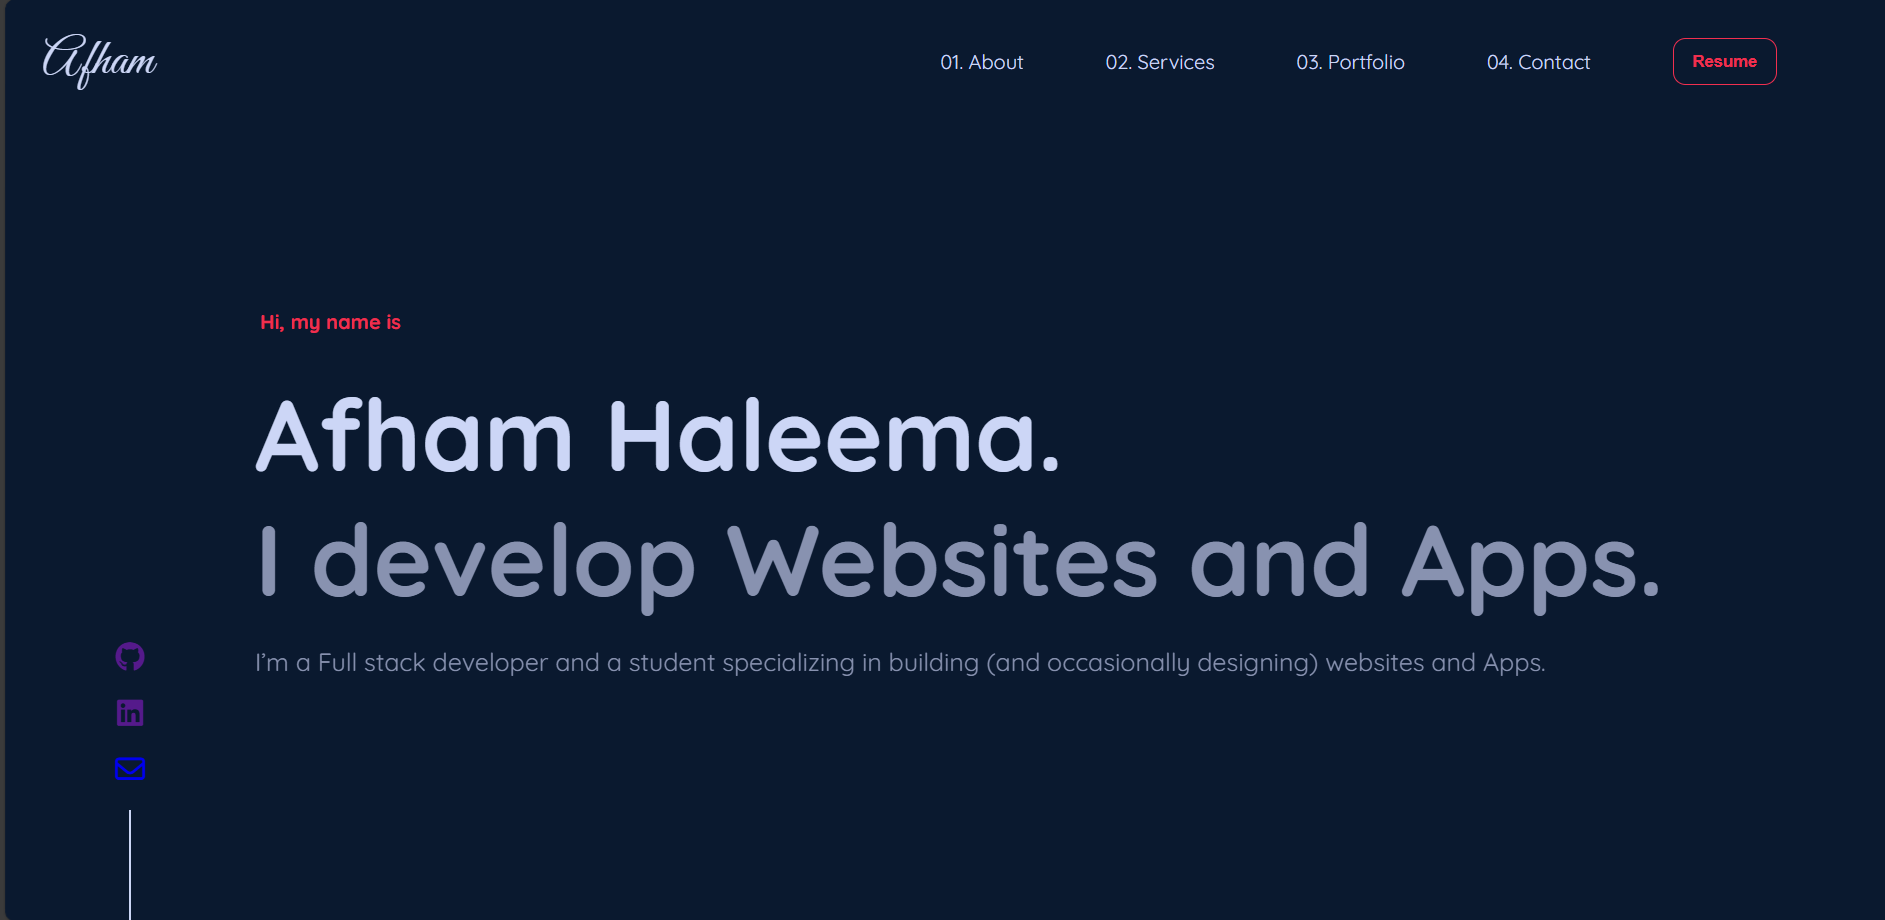 Afham
01. About
02. Services
03. Portfolio
04. Contact
Resume
Hi, my name is
Afham Haleema.
I develop Websites and Apps.
I’m a Full stack developer and a student specializing in building (and occasionally designing) websites and Apps.
in